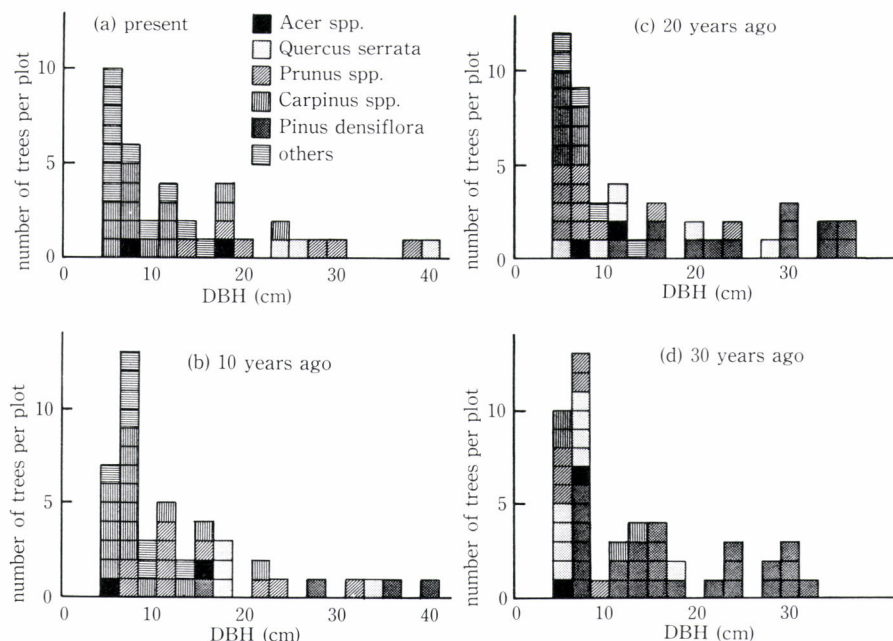 (a) present
Acer spp.
Quercus serrata
Prunus spp.
Carpinus spp.
Pinus densiflora
others
number of trees per plot
10
5
0
0 10 20 30 40
DBH (cm)
(c) 20 years ago
number of trees per plot
10
5
0
0 10 20 30
DBH (cm)
(b) 10 years ago
number of trees per plot
10
5
0
0 10 20 30 40
DBH (cm)
(d) 30 years ago
number of trees per plot
10
5
0
0 10 20 30
DBH (cm)